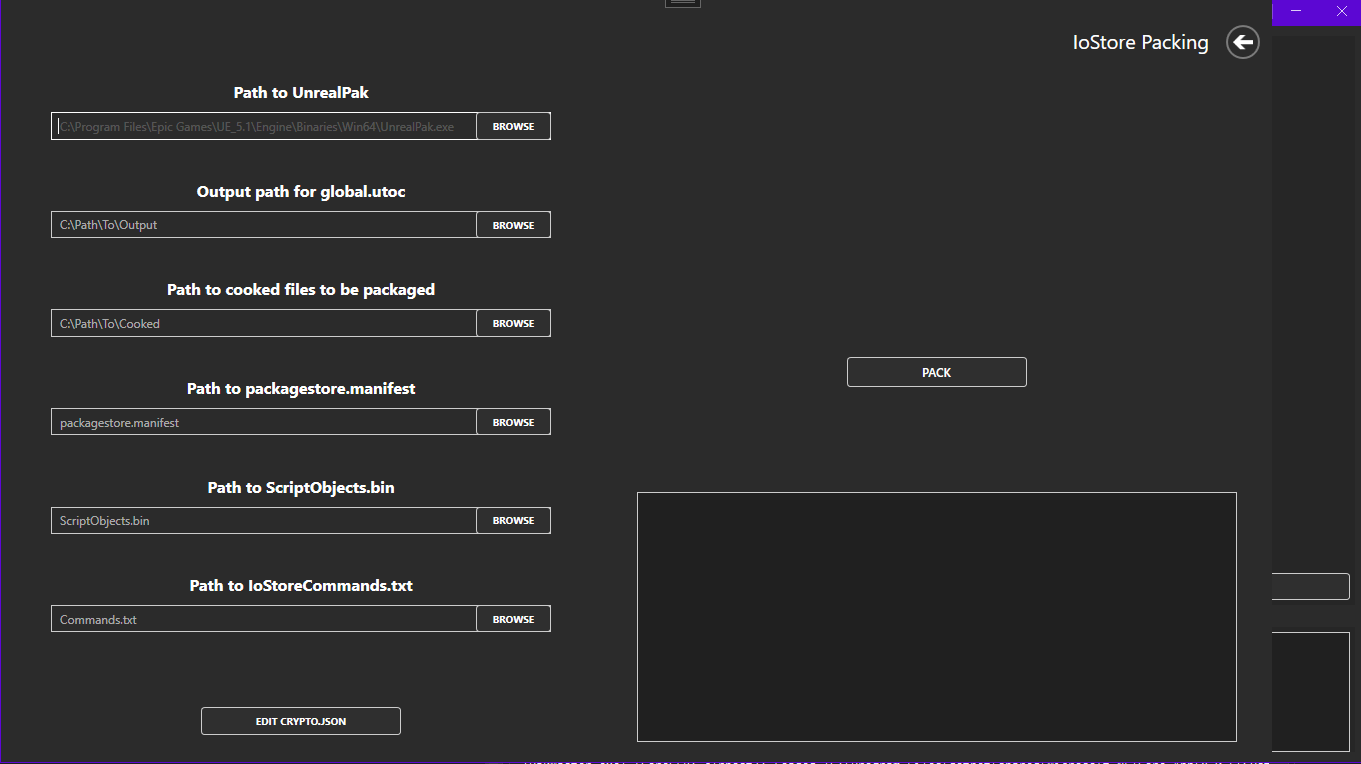 IoStore Packing
Path to UnrealPak
C:\Program Files\Epic Games\UE_5.1\Engine\Binaries\Win64\UnrealPak.exe
BROWSE
Output path for global.utoc
C:\Path\To\Output
BROWSE
Path to cooked files to be packaged
C:\Path\To\Cooked
BROWSE
Path to packagestore.manifest
packagestore.manifest
BROWSE
Path to ScriptObjects.bin
ScriptObjects.bin
BROWSE
Path to IoStoreCommands.txt
Commands.txt
BROWSE
EDIT CRYPTO.JSON
PACK